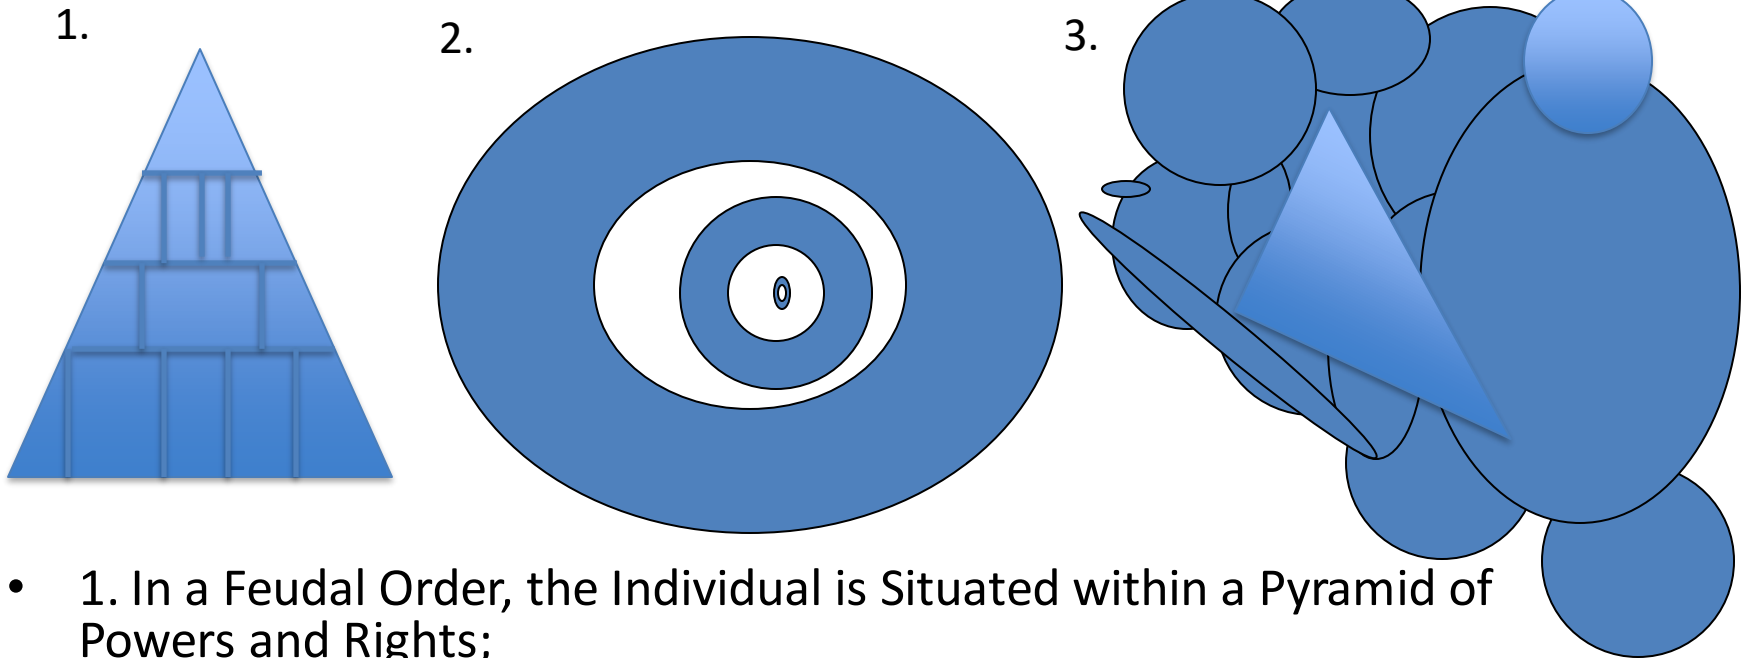 1.
2.
3.
• 1. In a Feudal Order, the Individual is Situated within a Pyramid of
Powers and Rights;